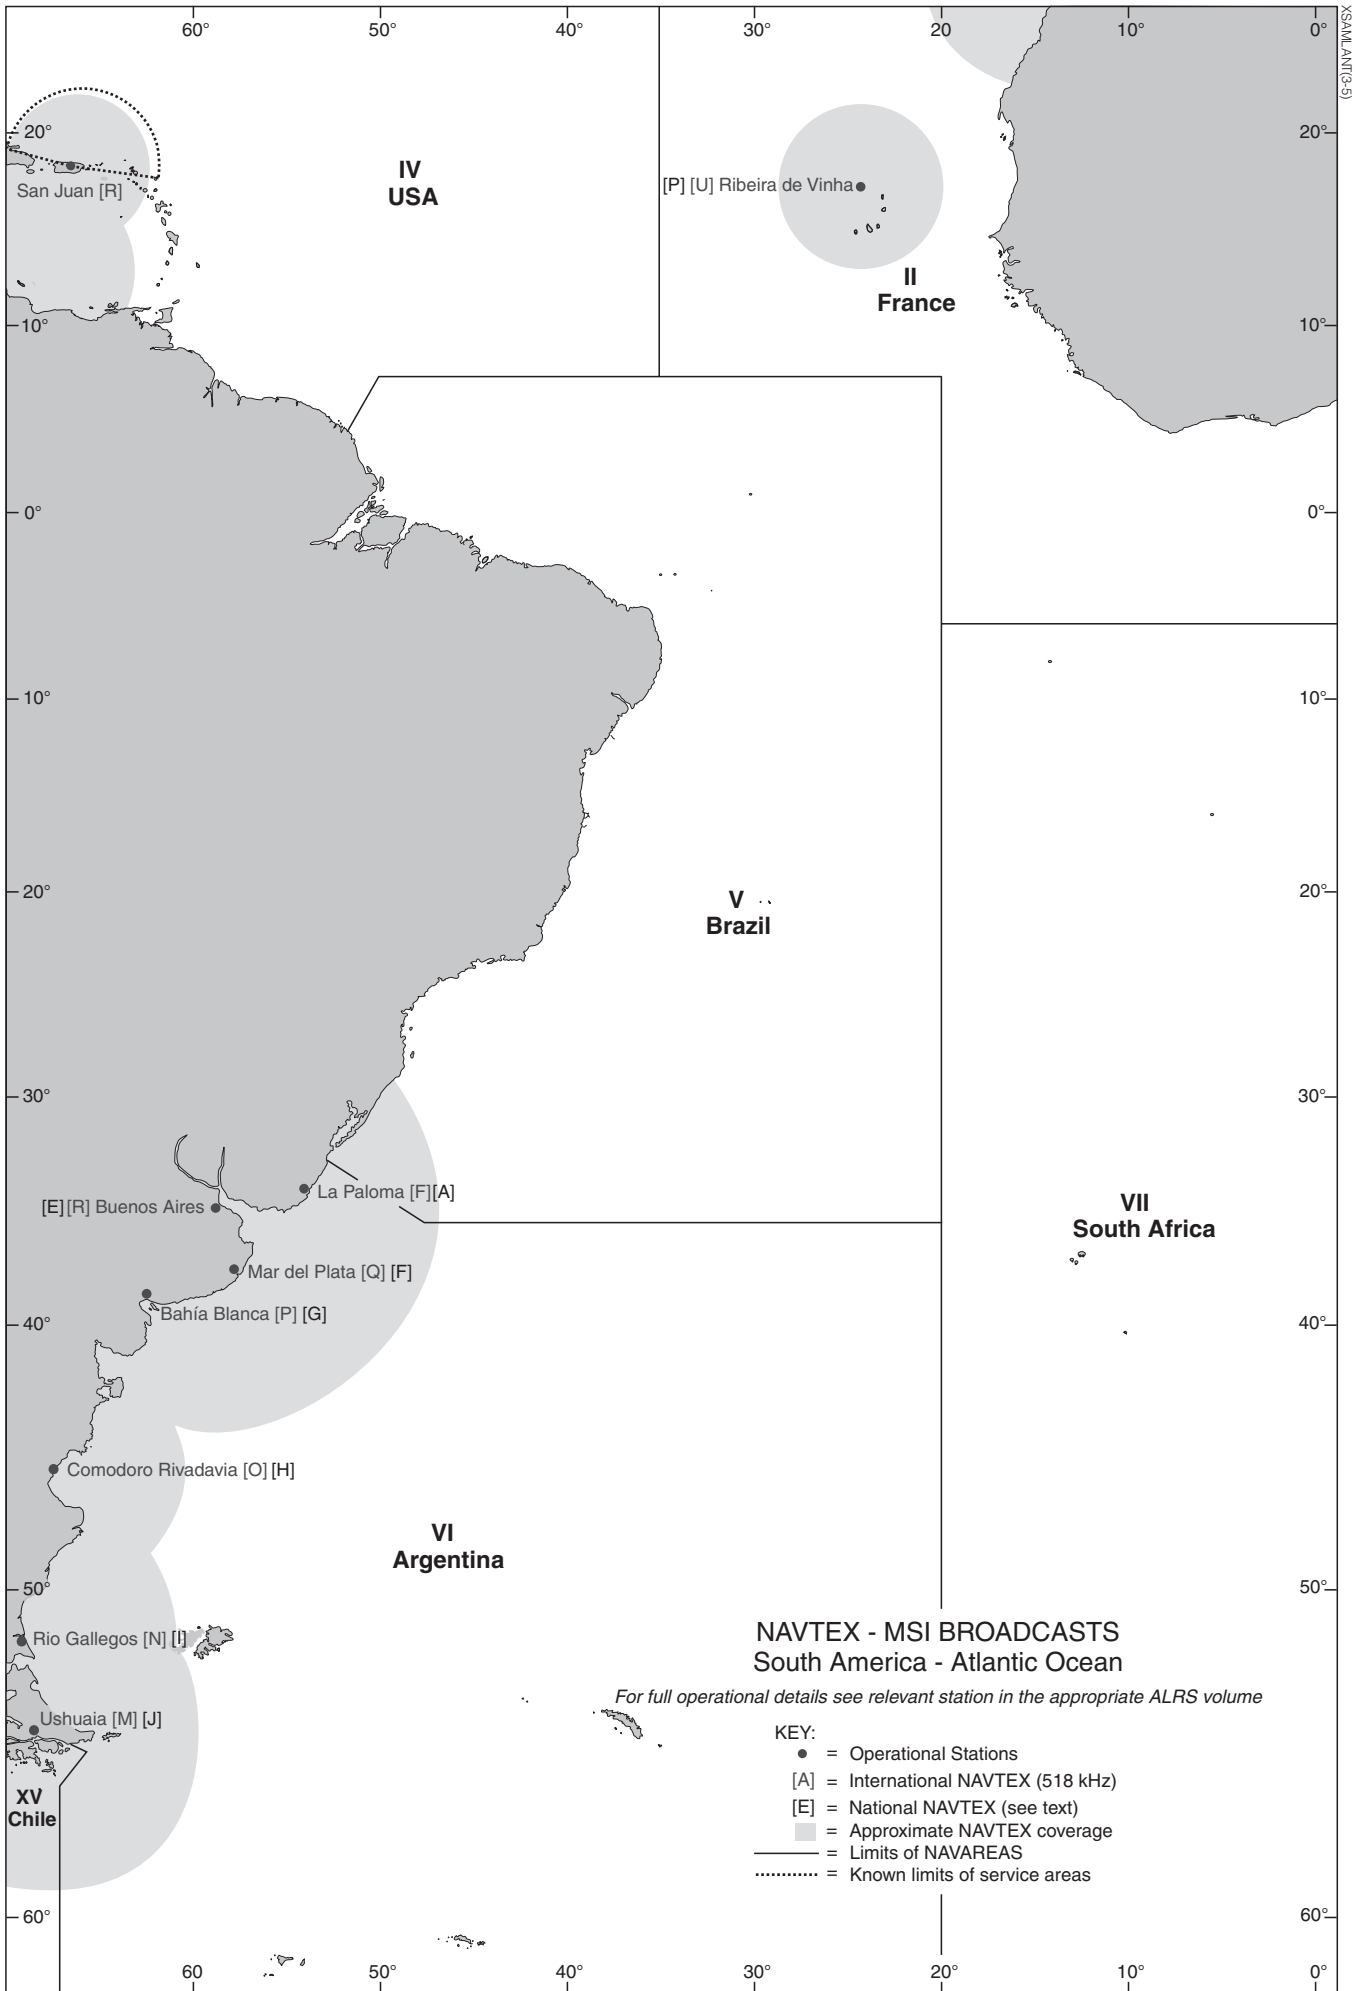 60° 50° 40° 30° 20 10° 0°
XSAMLANT(3-5)
20° 20°
IV
USA
San Juan [R]
[P] [U] Ribeira de Vinha
II
France
10° 10°
0° 0°
10° 10°
20° 20°
V
Brazil
30° 30°
La Paloma [F][A]
[E][R] Buenos Aires
VII
South Africa
Mar del Plata [Q] [F]
Bahía Blanca [P] [G]
40° 40°
Comodoro Rivadavia [O] [H]
VI
Argentina
50° 50°
Rio Gallegos [N] [I]
Ushuaia [M] [J]
XV
Chile
NAVTEX - MSI BROADCASTS
South America - Atlantic Ocean
For full operational details see relevant station in the appropriate ALRS volume
KEY:
= Operational Stations
[A] = International NAVTEX (518 kHz)
[E] = National NAVTEX (see text)
= Approximate NAVTEX coverage
= Limits of NAVAREAS
= Known limits of service areas
60° 60°
60 50° 40° 30° 20° 10° 0°